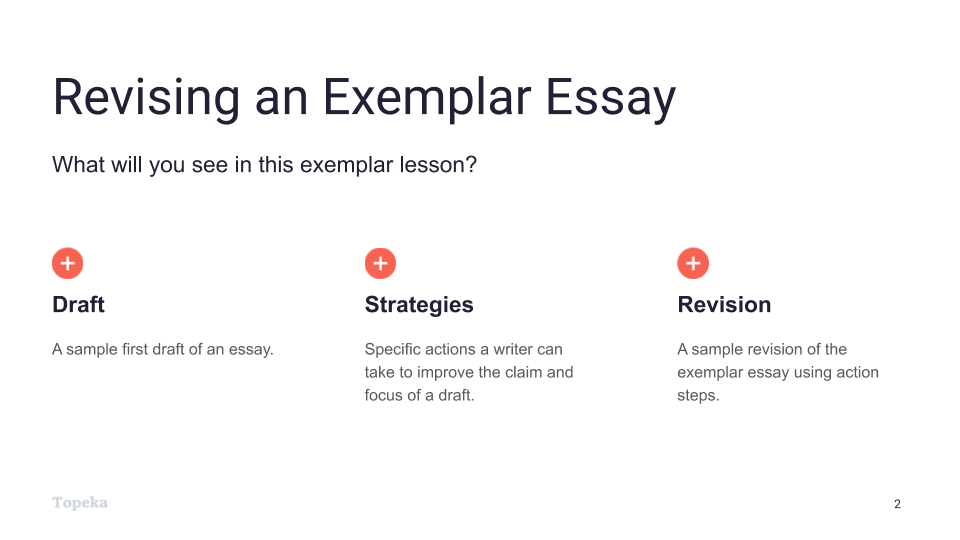 Revising an Exemplar Essay
What will you see in this exemplar lesson?
Draft
A sample first draft of an essay.
Strategies
Specific actions a writer can
take to improve the claim and
focus of a draft.
Revision
A sample revision of the
exemplar essay using action
steps.
Topeka
2